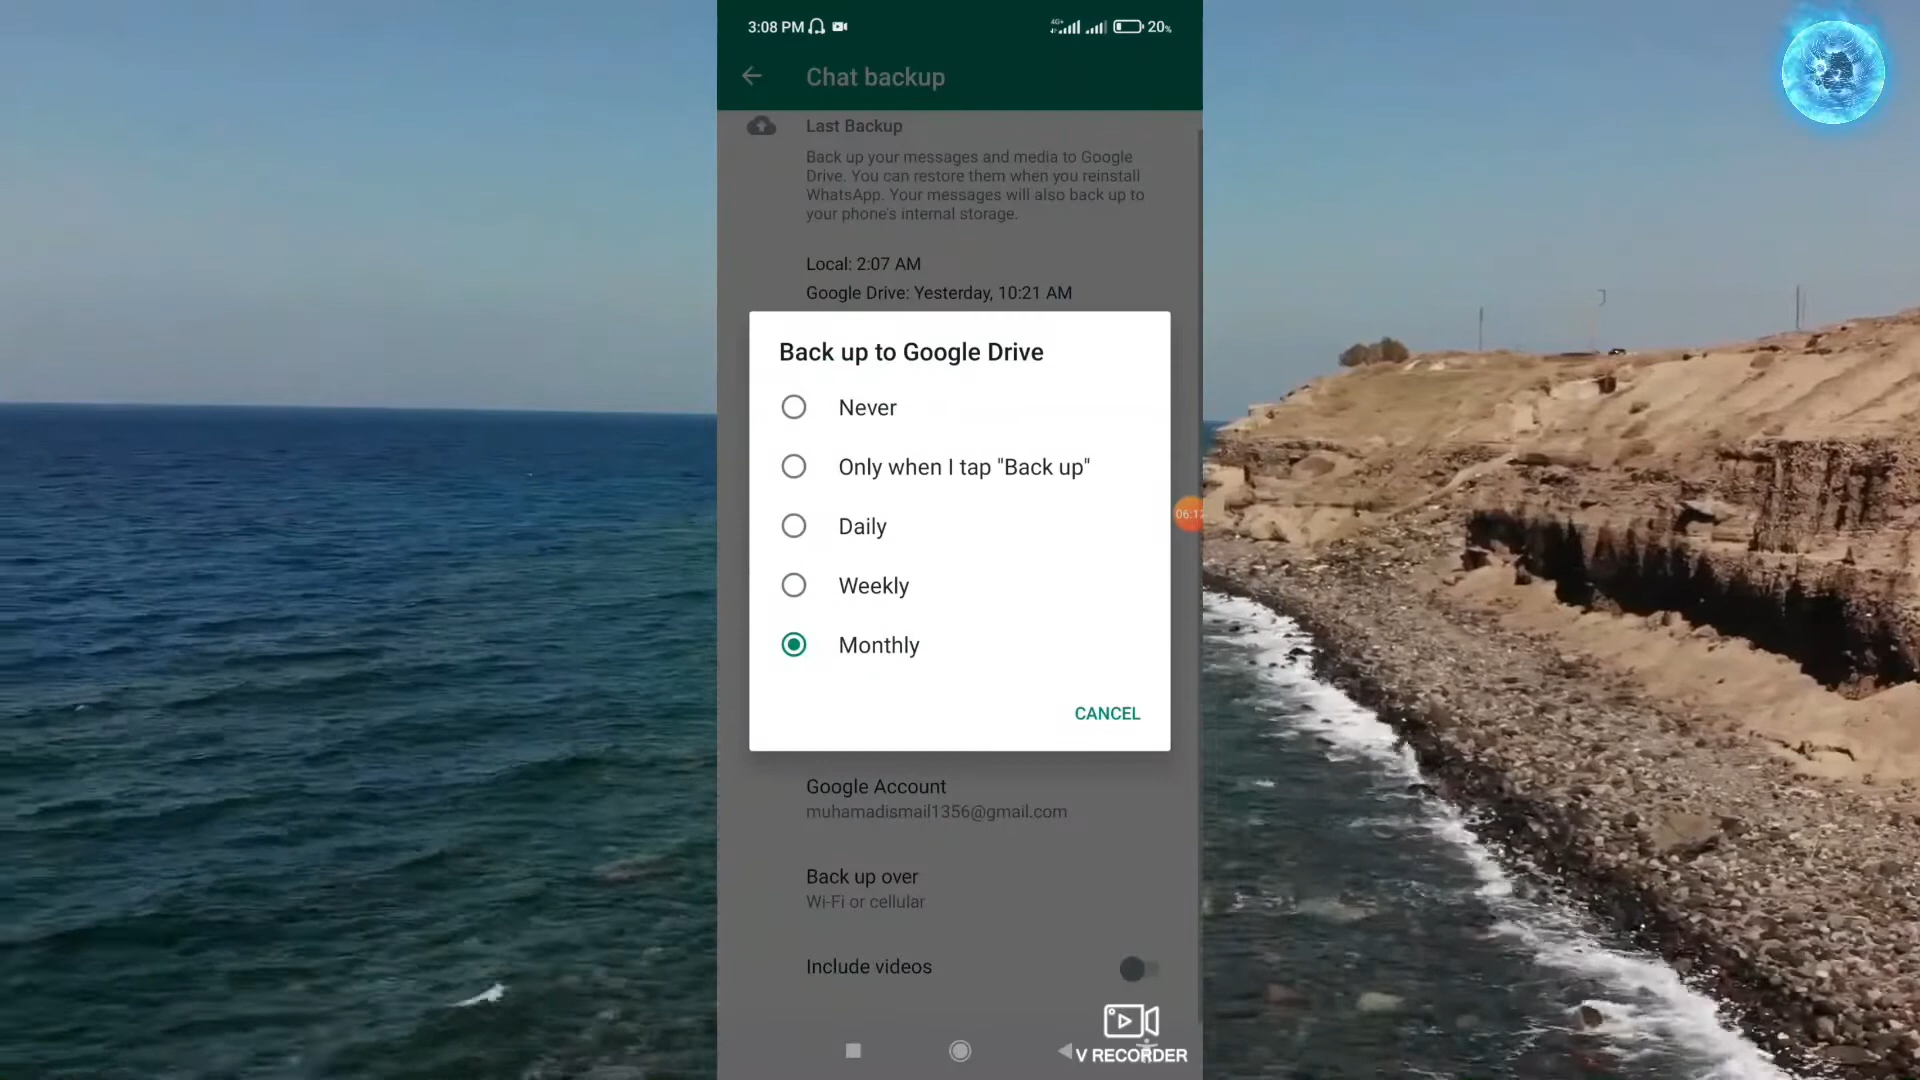 3:08 PM
4G+
20%
Chat backup
Last Backup
Back up your messages and media to Google
Drive. You can restore them when you reinstall
WhatsApp. Your messages will also back up to
your phone's internal storage.
Local: 2:07 AM
Google Drive: Yesterday, 10:21 AM
Back up to Google Drive
Never
Only when I tap "Back up"
Daily
Weekly
Monthly
CANCEL
Google Account
muhamadismail1356@gmail.com
Back up over
Wi-Fi or cellular
Include videos
V RECORDER